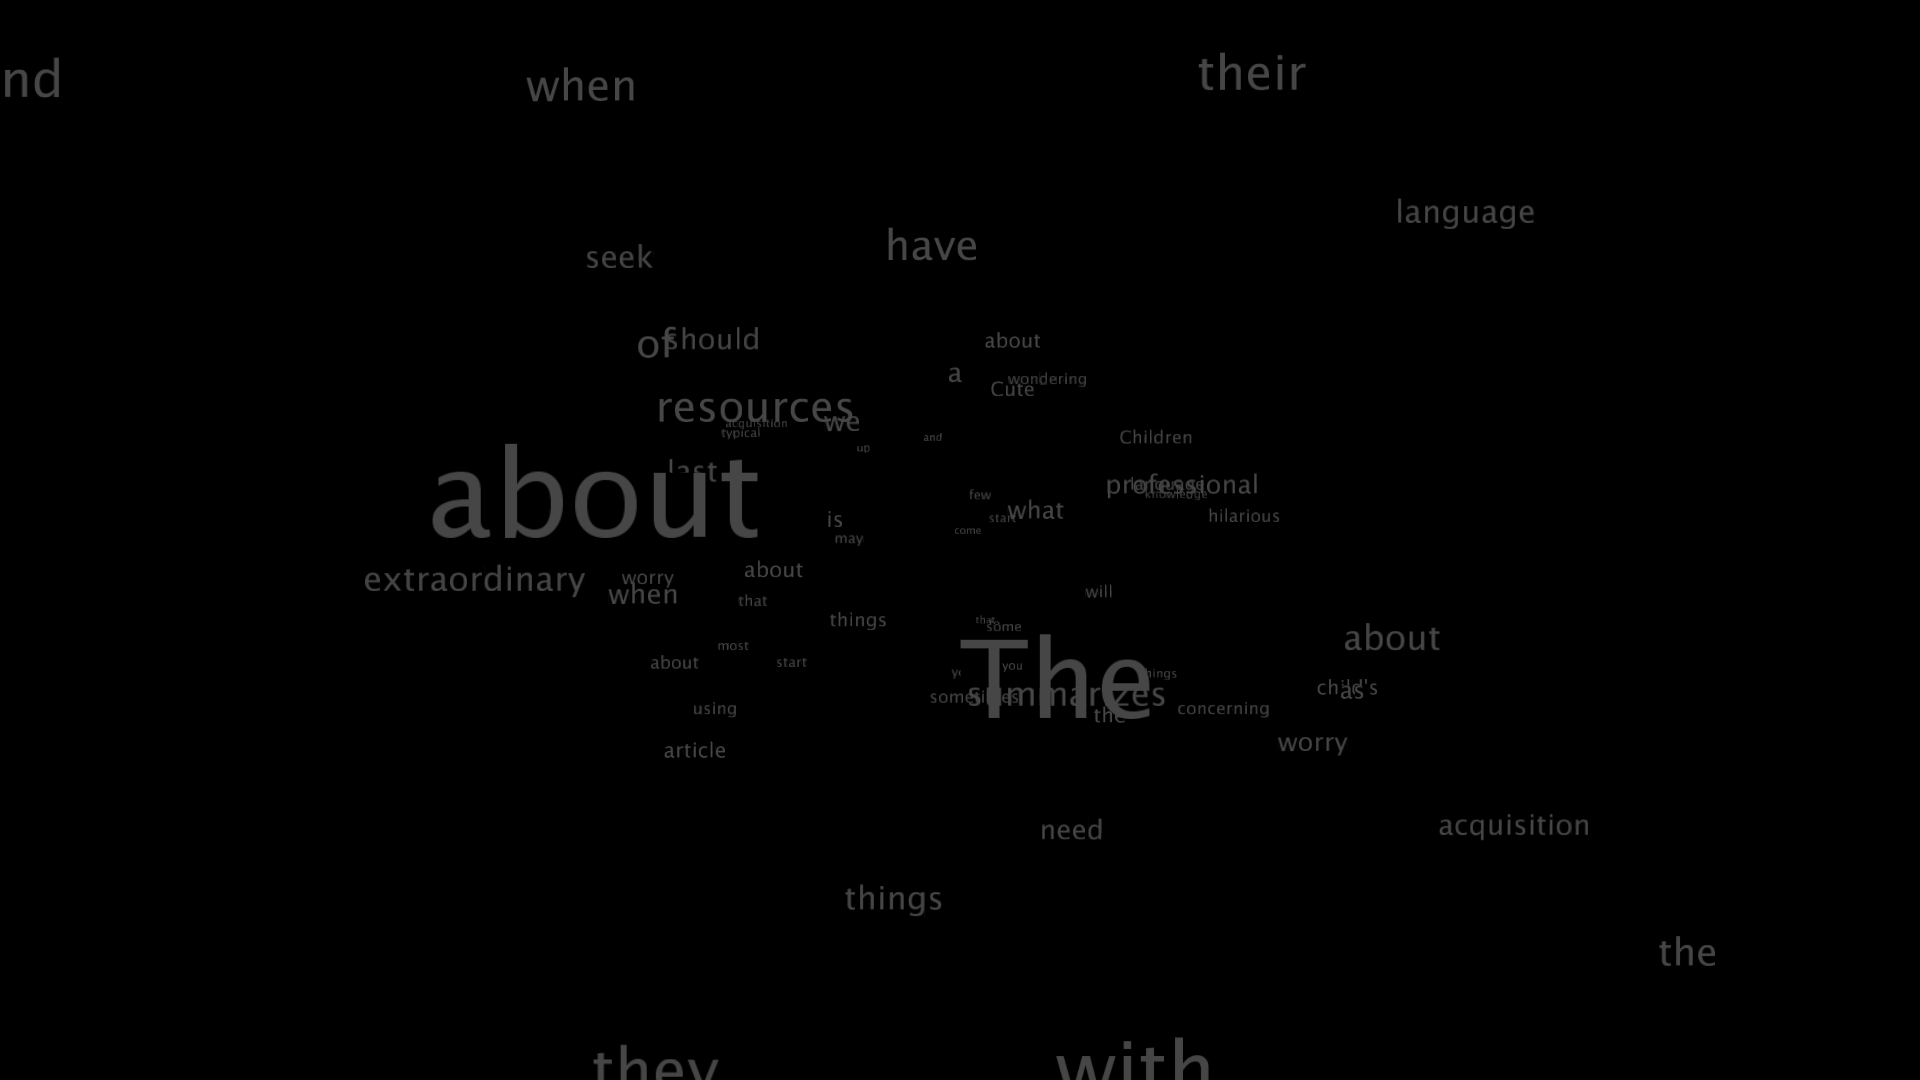 nd
when
their
language
have
seek
of
should
about
a
wondering
Cute
resources
we
acquisition
typical
and
Children
up
last
about
professional
language
knowledge
few
what
start
hilarious
is
come
may
about
extraordinary
worry
when
that
will
things
that
some
about
most
The
about
start
you
things
child's
as
sometimes
summarizes
using
the
concerning
worry
article
acquisition
need
things
the
they
with